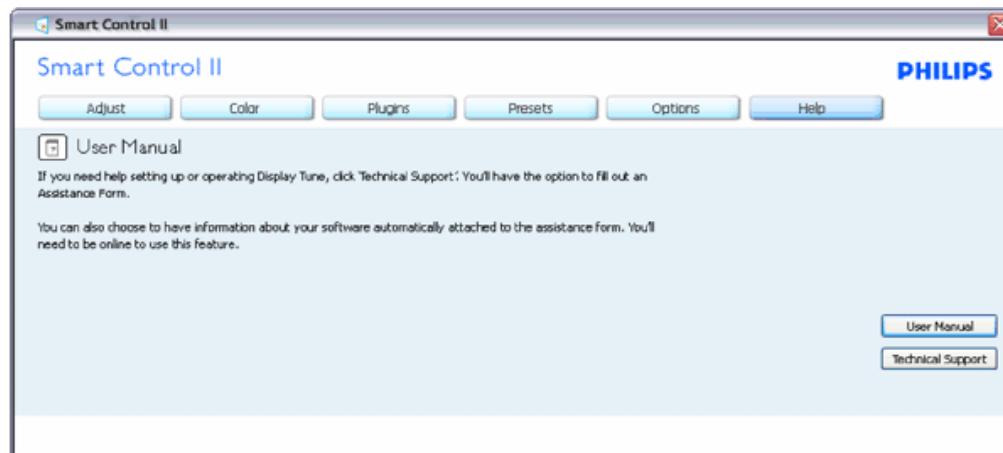 Smart Control II
Smart Control II
PHILIPS
Adjust
Color
Plugins
Presets
Options
Help
User Manual
If you need help setting up or operating Display Tune, click 'Technical Support'. You'll have the option to fill out an
Assistance Form.
You can also choose to have information about your software automatically attached to the assistance form. You'll
need to be online to use this feature.
User Manual
Technical Support